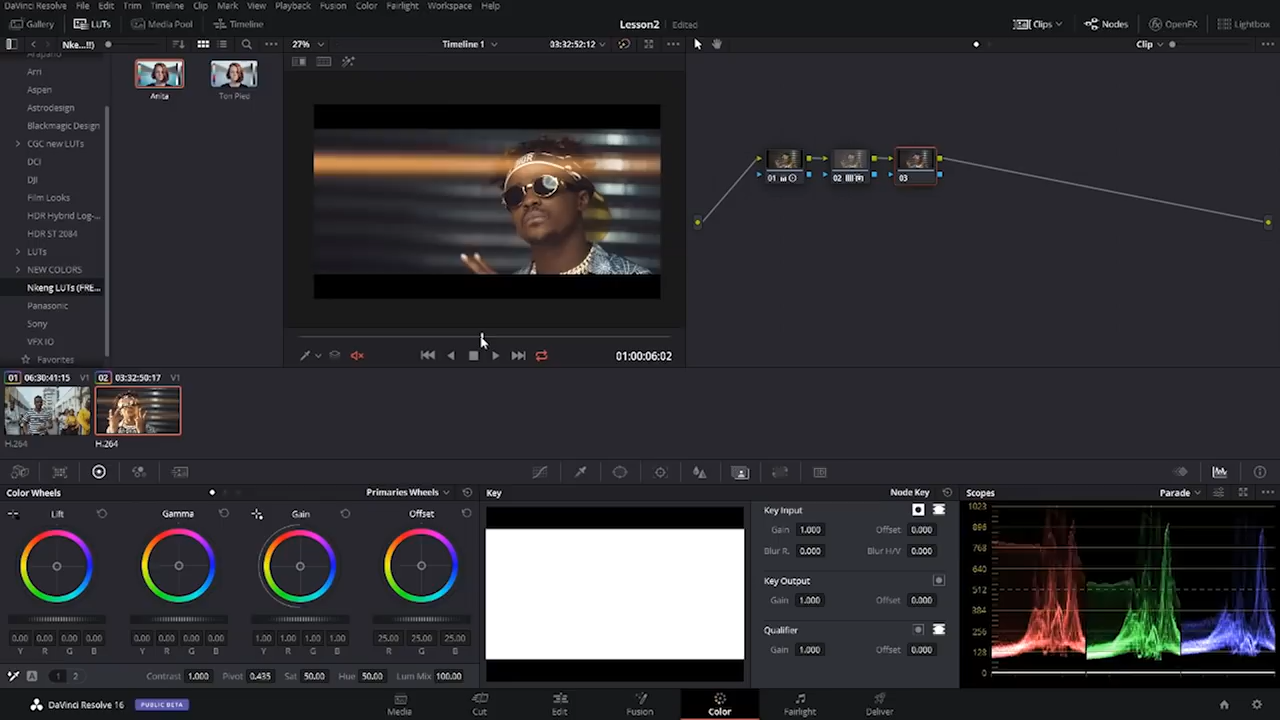 DaVinci Resolve File Edit Trim Timeline Clip Mark View Playback Fusion Color Fairlight Workspace Help
Gallery LUTs Media Pool Timeline Lesson2 Edited Clips Nodes OpenFX Lightbox
Nke...!!) 27% Timeline 1 03:32:52:12 Clip
Arri
Aspen
Astrodesign
Blackmagic Design
CGC new LUTs
DCI
DJI
Film Looks
HDR Hybrid Log-...
HDR ST 2084
LUTs
NEW COLORS
Nkeng LUTs (FRE...
Panasonic
Sony
VFX IO
Favorites
Anita Ton Pied
01 02 03
01:00:06:02
01 06:30:41:15 V1 02 03:32:50:17 V1
H.264 H.264
Color Wheels Primaries Wheels Key Node Key Scopes Parade
Lift Gamma Gain Offset
0.00 0.00 0.00 0.00 0.00 0.00 0.00 0.00 1.00 1.00 1.00 1.00 25.00 25.00 25.00
Y R G B Y R G B Y R G B R G B
A 1 2 Contrast 1.000 Pivot 0.435 Sat 50.00 Hue 50.00 Lum Mix 100.00
Key Input
Gain 1.000 Offset 0.000
Blur R. 0.000 Blur H/V 0.000
Key Output
Gain 1.000 Offset 0.000
Qualifier
Gain 1.000 Offset 0.000
1023
896
768
640
512
384
256
128
0
DaVinci Resolve 16 PUBLIC BETA Media Cut Edit Fusion Color Fairlight Deliver